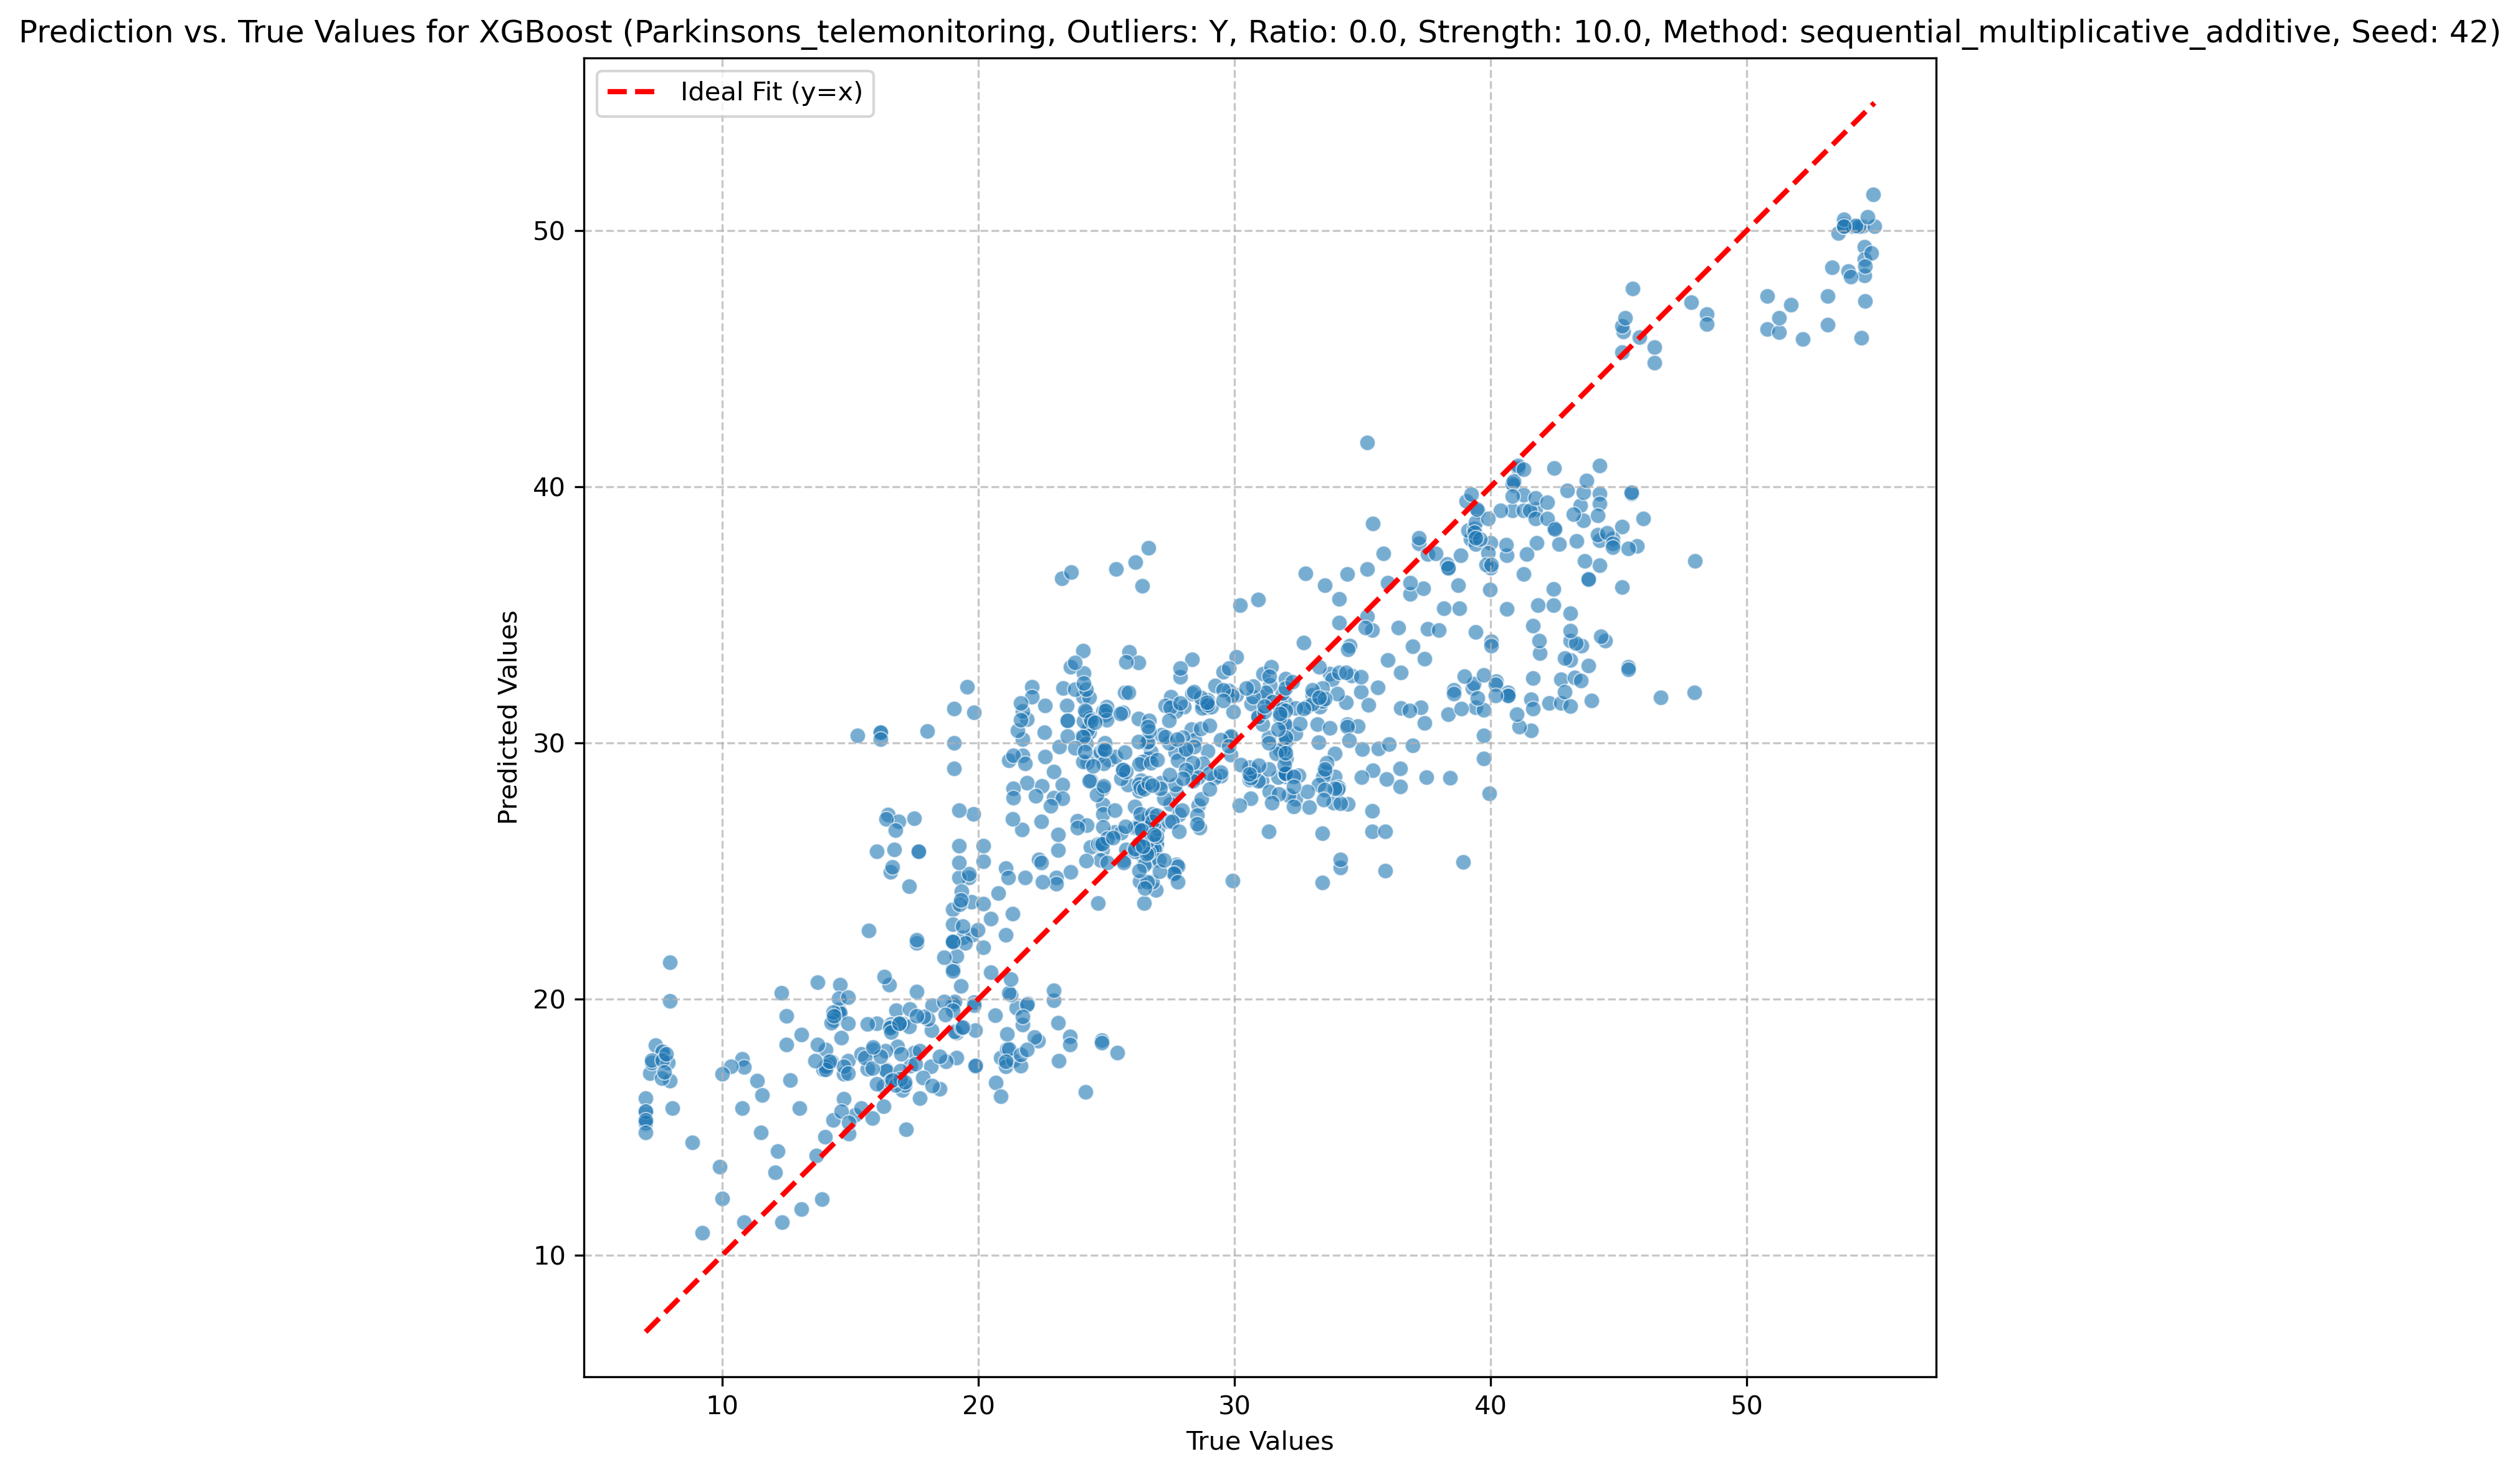 Prediction vs. True Values for XGBoost (Parkinsons_telemonitoring, Outliers: Y, Ratio: 0.0, Strength: 10.0, Method: sequential_multiplicative_additive, Seed: 42)
Ideal Fit (y=x)
50
40
30
20
10
Predicted Values
10 20 30 40 50
True Values